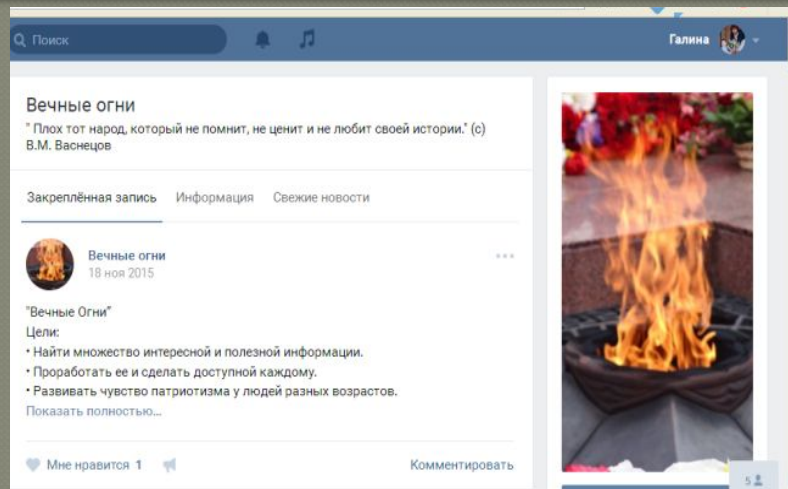 Поиск
Галина
Вечные огни
" Плох тот народ, который не помнит, не ценит и не любит своей истории." (с)
В.М. Васнецов
Закреплённая запись Информация Свежие новости
Вечные огни
18 ноя 2015
"Вечные Огни"
Цели:
• Найти множество интересной и полезной информации.
• Проработать ее и сделать доступной каждому.
• Развивать чувство патриотизма у людей разных возрастов.
Показать полностью...
Мне нравится 1
Комментировать
5